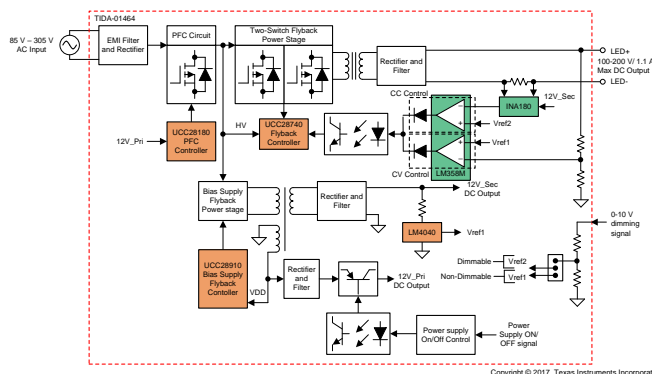 TIDA-01464
85 V – 305 V
AC Input
EMI Filter
and Rectifier
PFC Circuit
Two-Switch Flyback
Power Stage
Rectifier and
Filter
LED+
100-200 V/ 1.1 A
Max DC Output
LED-
CC Control
12V_Sec
INA180
Vref2
Vref1
12V_Pri
UCC28180
PFC
Controller
HV
UCC28740
Flyback
Controller
CV Control
LM358M
Bias Supply
Flyback
Power stage
Rectifier and
Filter
12V_Sec
DC Output
LM4040
Vref1
0-10 V
dimming
signal
Dimmable
Vref2
Non-Dimmable
Vref1
UCC28910
Bias Supply
Flyback
Contoller
VDD
Rectifier
and
Filter
12V_Pri
DC Output
Power supply
On/Off Control
Power
Supply ON/
OFF signal
Copyright © 2017, Texas Instruments Incorporat